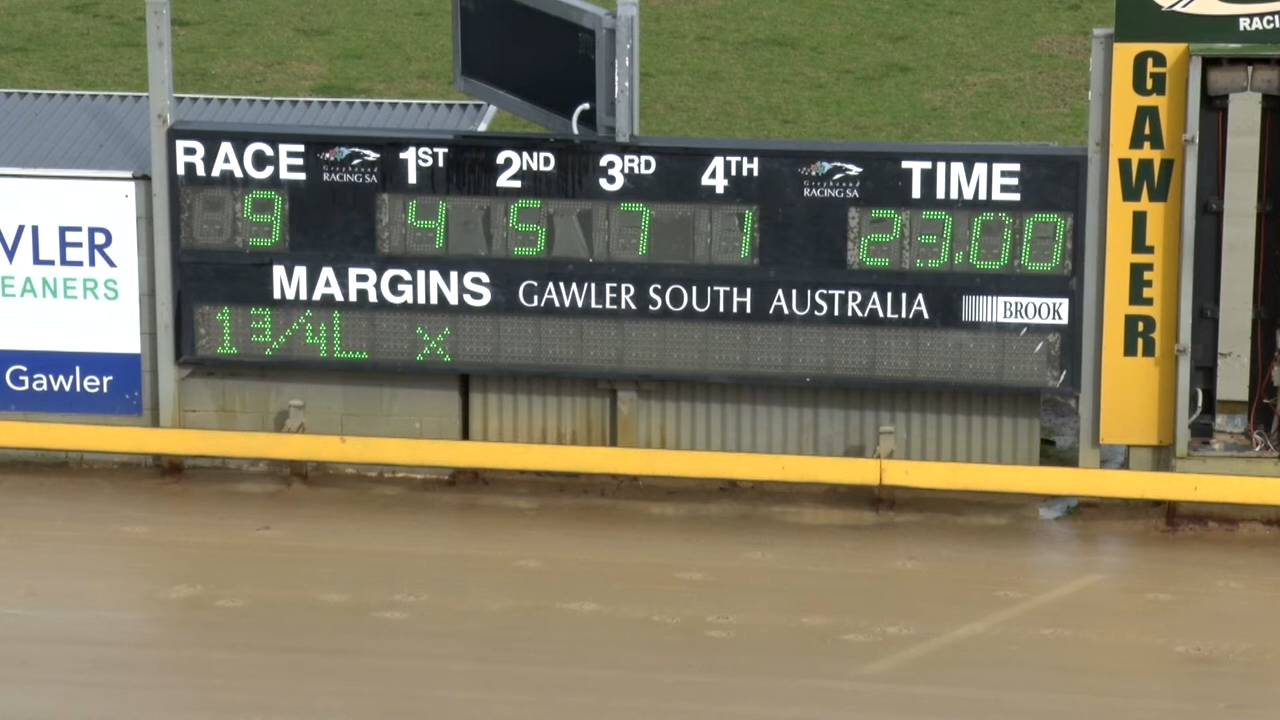 RACI
GAWLER
RACE Greyhound RACING SA 1ST 2ND 3RD 4TH Greyhound RACING SA TIME
9 4 5 7 1 23.00
MARGINS GAWLER SOUTH AUSTRALIA BROOK
1 3/4L X
WLER
EANERS
Gawler